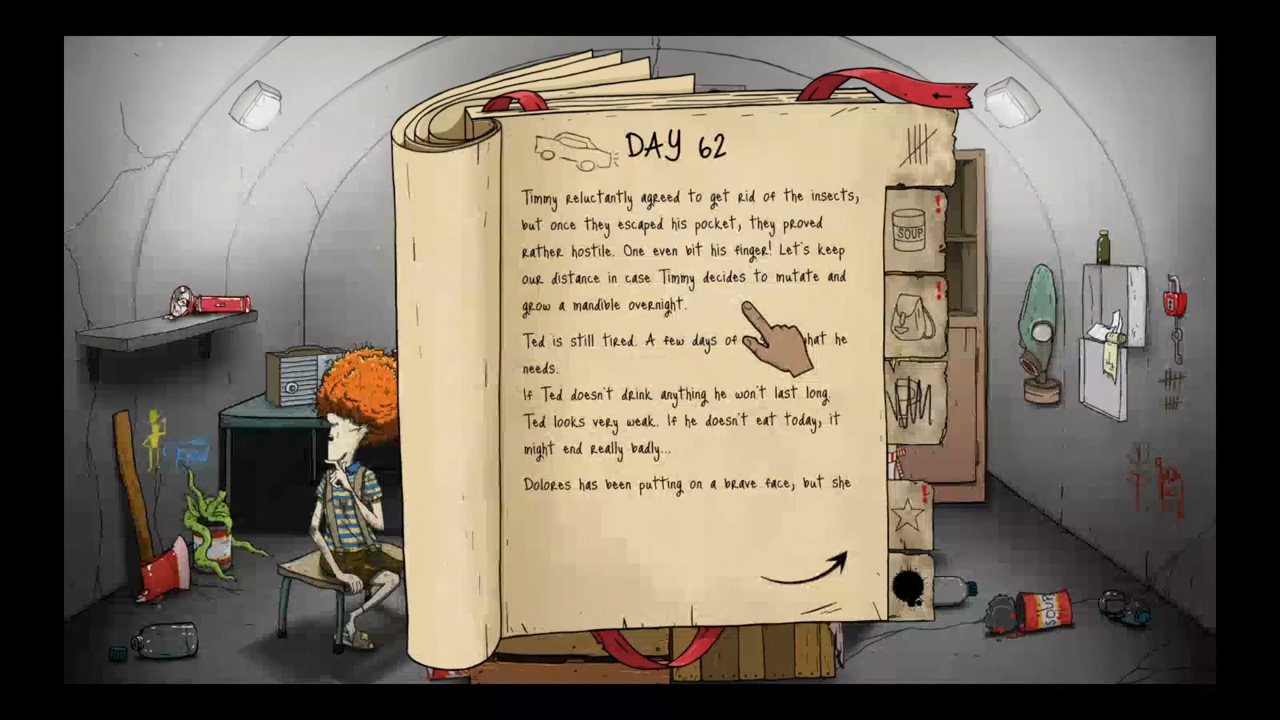 DAY 62
Timmy reluctantly agreed to get rid of the insects,
but once they escaped his pocket, they proved
rather hostile. One even bit his finger! Let's keep
our distance in case Timmy decides to mutate and
grow a mandible overnight.
Ted is still tired. A few days of hat he
needs.
If Ted doesn't drink anything he won't last long.
Ted looks very weak. If he doesn't eat today, it
might end really badly...
Dolores has been putting on a brave face, but she
SOUP
!
!
!
SOUP